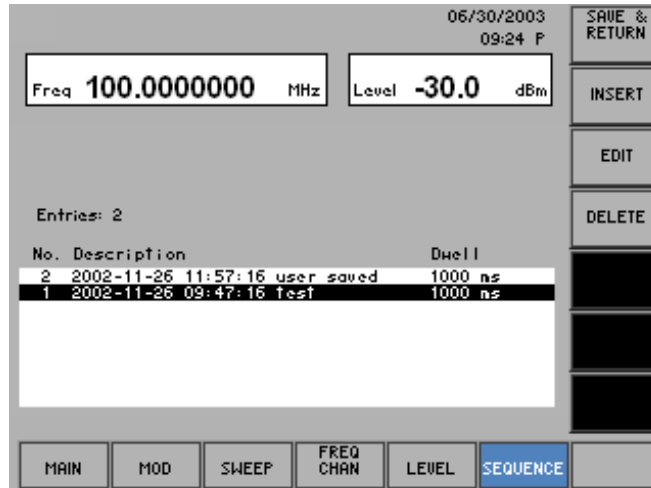 06/30/2003
09:24 P
Freq 100.0000000 MHz
Level -30.0 dBm
Entries: 2
No. Description Dwell
2 2002-11-26 11:57:16 user saved 1000 ms
1 2002-11-26 09:47:16 test 1000 ms
SAVE &
RETURN
INSERT
EDIT
DELETE
MAIN
MOD
SWEEP
FREQ
CHAN
LEVEL
SEQUENCE